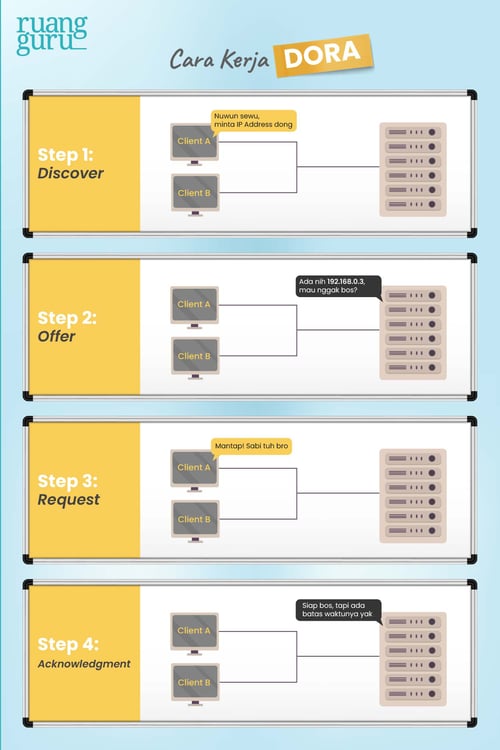 ruang
guru
Cara Kerja DORA
Step 1:
Discover
Nuwun sewu,
minta IP Address dong
Client A
Client B
Step 2:
Offer
Ada nih 192.168.0.3,
mau nggak bos?
Client A
Client B
Step 3:
Request
Mantap! Sabi tuh bro
Client A
Client B
Step 4:
Acknowledgment
Siap bos, tapi ada
batas waktunya yak
Client A
Client B